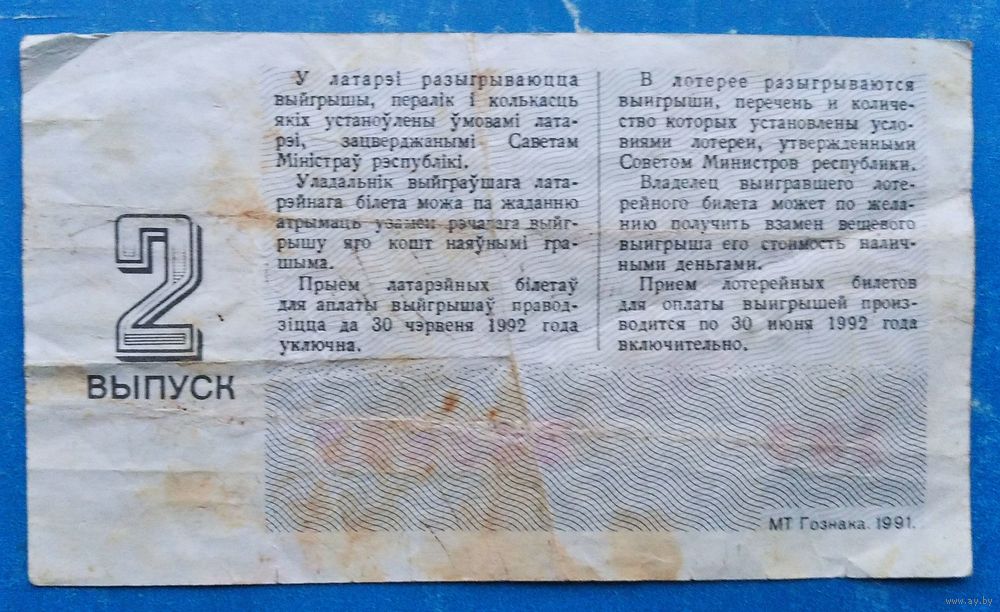 2
ВЫПУСК
У латарэі разыгрываюцца
выйгрышы, пералік і колькасць
якіх устаноўлены ўмовамі лата-
рэі, зацверджанымі Саветам
Міністраў рэспублікі.
Уладальнік выйграўшага лата-
рэйнага білета можа па жаданню
атрымаць узамен рэчавага выйг-
рышу яго кошт наяўнымі гра-
шыма.
Прыем латарэйных білетаў
для аплаты выйгрышаў праводз-
зіцца да 30 чэрвеня 1992 года
уключна.
В лотерее разыгрываются
выигрыши, перечень и количе-
ство которых установлены усло-
виями лотереи, утвержденными
Советом Министров республики.
Владелец выигравшего лоте-
рейного билета может по жела-
нию получить взамен вещевого
выигрыша его стоимость налич-
ными деньгами.
Прием лотерейных билетов
для оплаты выигрышей произ-
водится по 30 июня 1992 года
включительно.
МТ Гознака. 1991.
www.ay.by